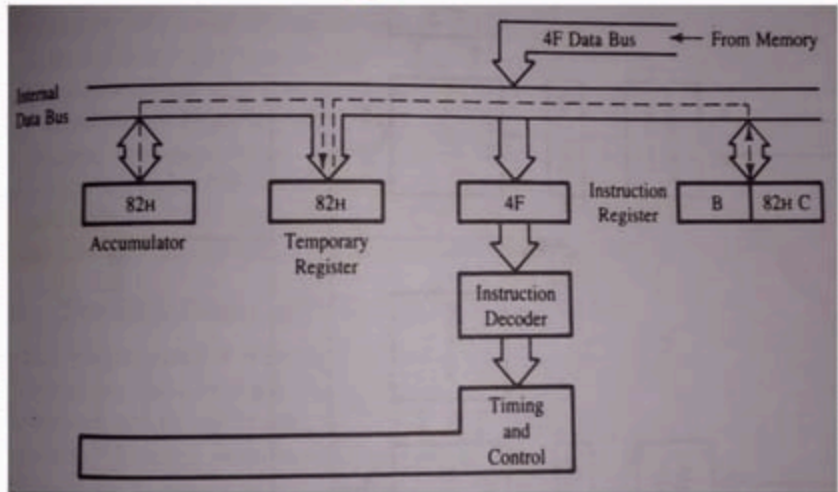 4F Data Bus
From Memory
Internal
Data Bus
82H
82H
4F
Instruction
Register
B
82H C
Accumulator
Temporary
Register
Instruction
Decoder
Timing
and
Control